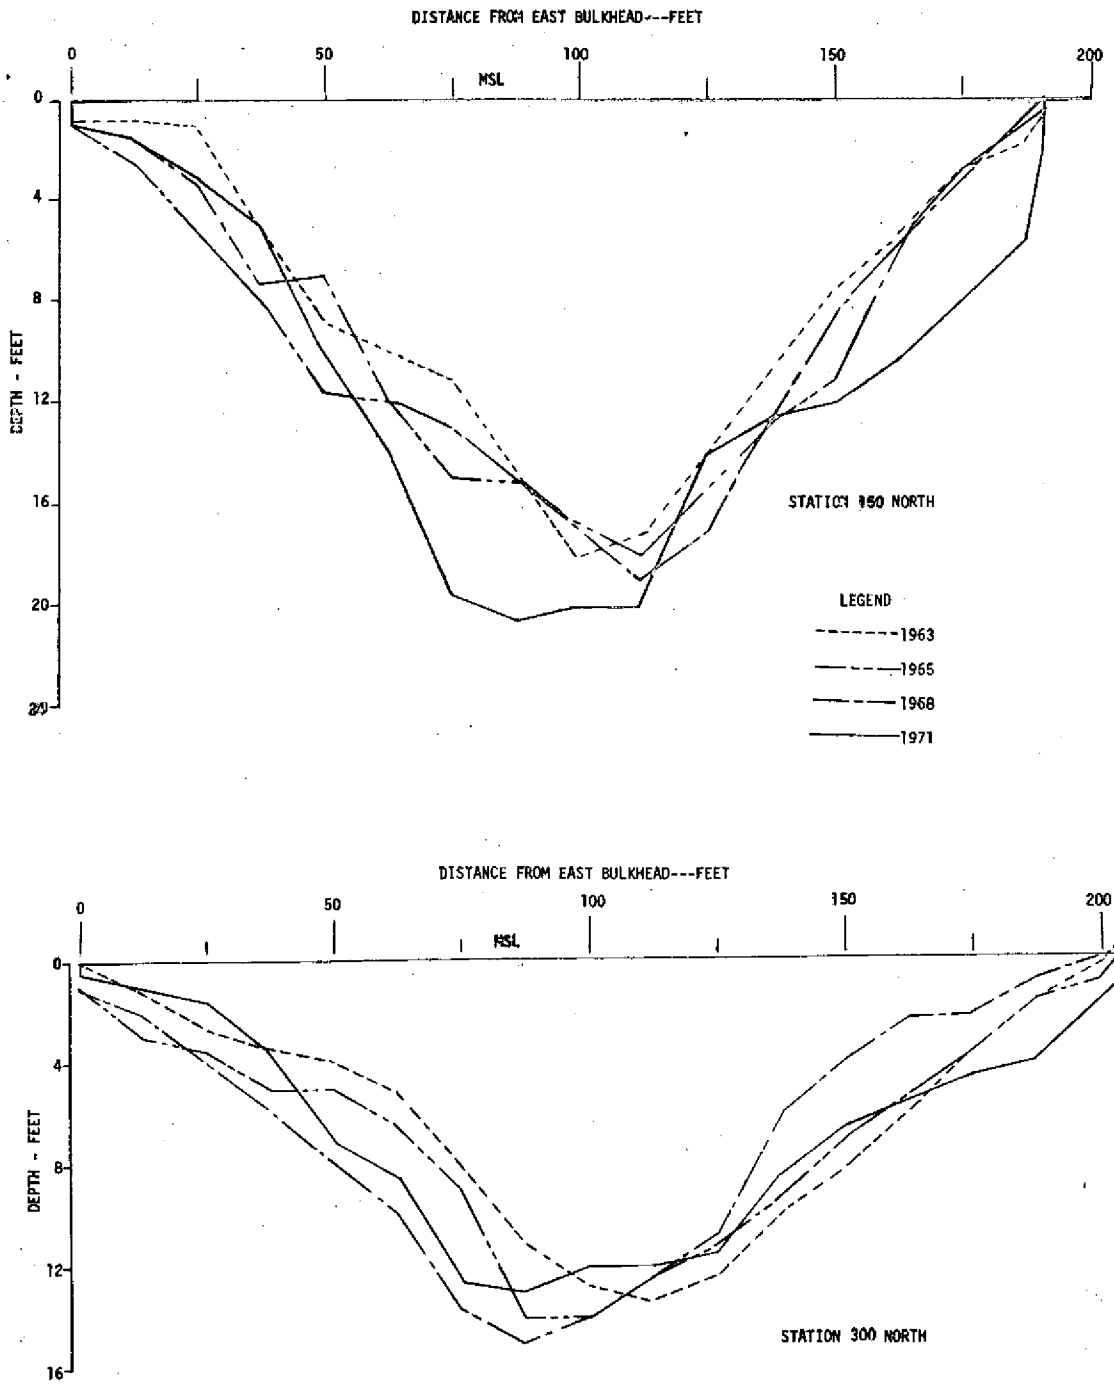 DISTANCE FROM EAST BULKHEAD---FEET
0 50 100 150 200
MSL
0
4
8
12
16
20
DEPTH - FEET
STATION 150 NORTH
LEGEND
1963
1965
1968
1971
DISTANCE FROM EAST BULKHEAD---FEET
0 50 100 150 200
MSL
0
4
8
12
16
DEPTH - FEET
STATION 300 NORTH